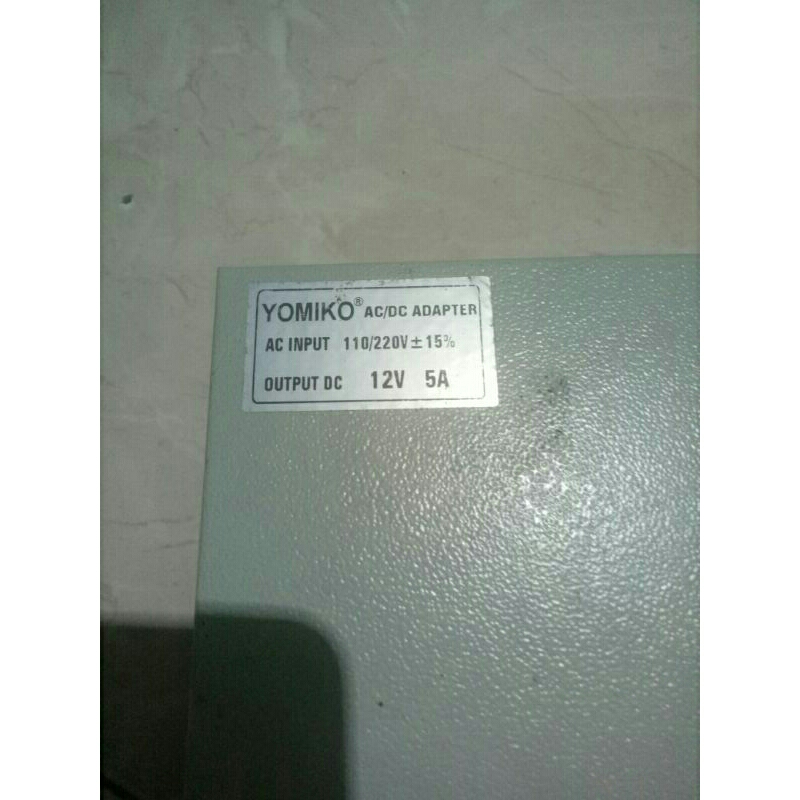 YOMIKO® AC/DC ADAPTER
AC INPUT 110/220V ± 15%
OUTPUT DC 12V 5A